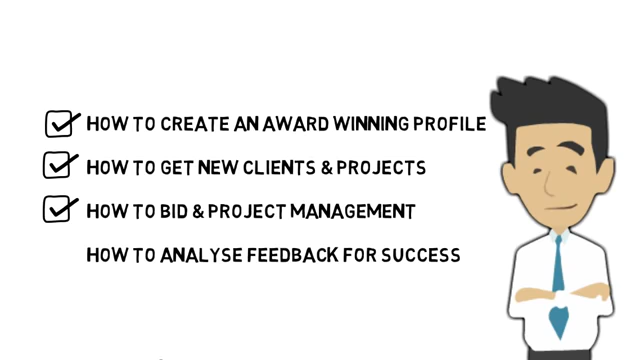 HOW TO CREATE AN AWARD WINNING PROFILE
HOW TO GET NEW CLIENTS & PROJECTS
HOW TO BID & PROJECT MANAGEMENT
HOW TO ANALYSE FEEDBACK FOR SUCCESS